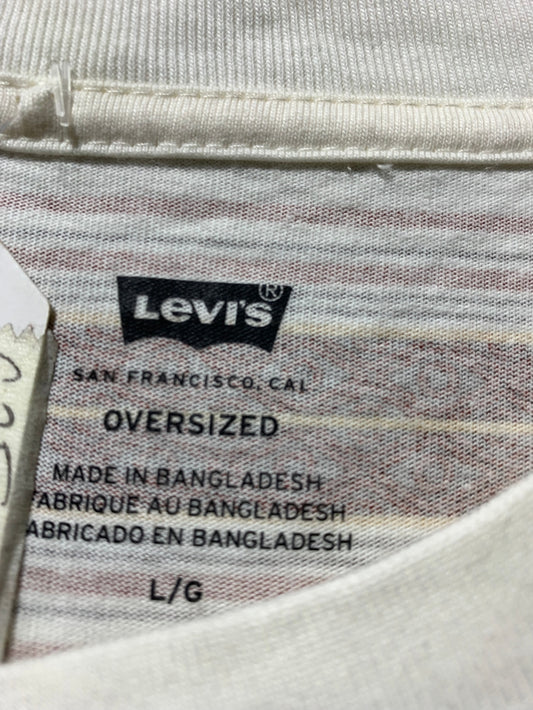 Levi's®
SAN FRANCISCO, CAL
OVERSIZED
MADE IN BANGLADESH
FABRIQUE AU BANGLADESH
FABRICADO EN BANGLADESH
L/G